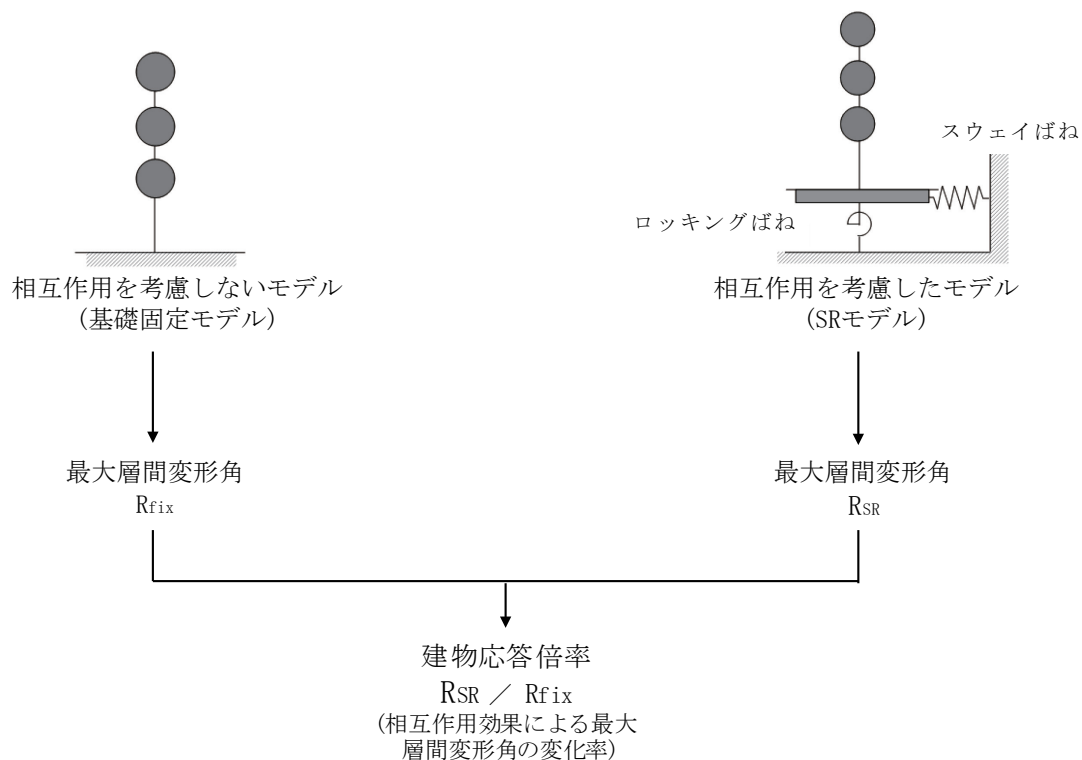 スウェイばね
ロッキングばね
相互作用を考慮しないモデル
(基礎固定モデル)
相互作用を考慮したモデル
(SRモデル)
最大層間変形角
Rfix
最大層間変形角
RSR
建物応答倍率
RSR ／ Rfix
(相互作用効果による最大
層間変形角の変化率)